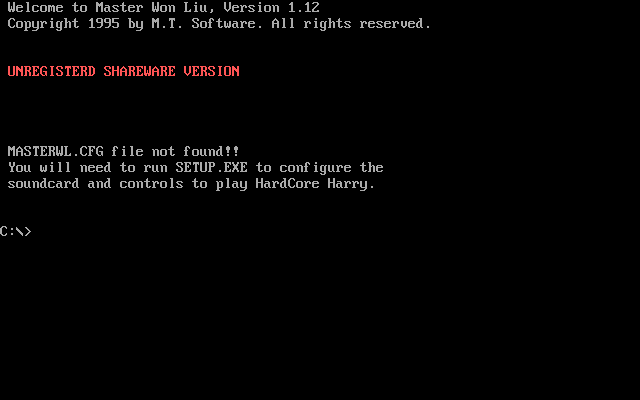 Welcome to Master Won Liu, Version 1.12
Copyright 1995 by M.T. Software. All rights reserved.
UNREGISTERD SHAREWARE VERSION
MASTERWL.CFG file not found!!
You will need to run SETUP.EXE to configure the
soundcard and controls to play HardCore Harry.
C:\>